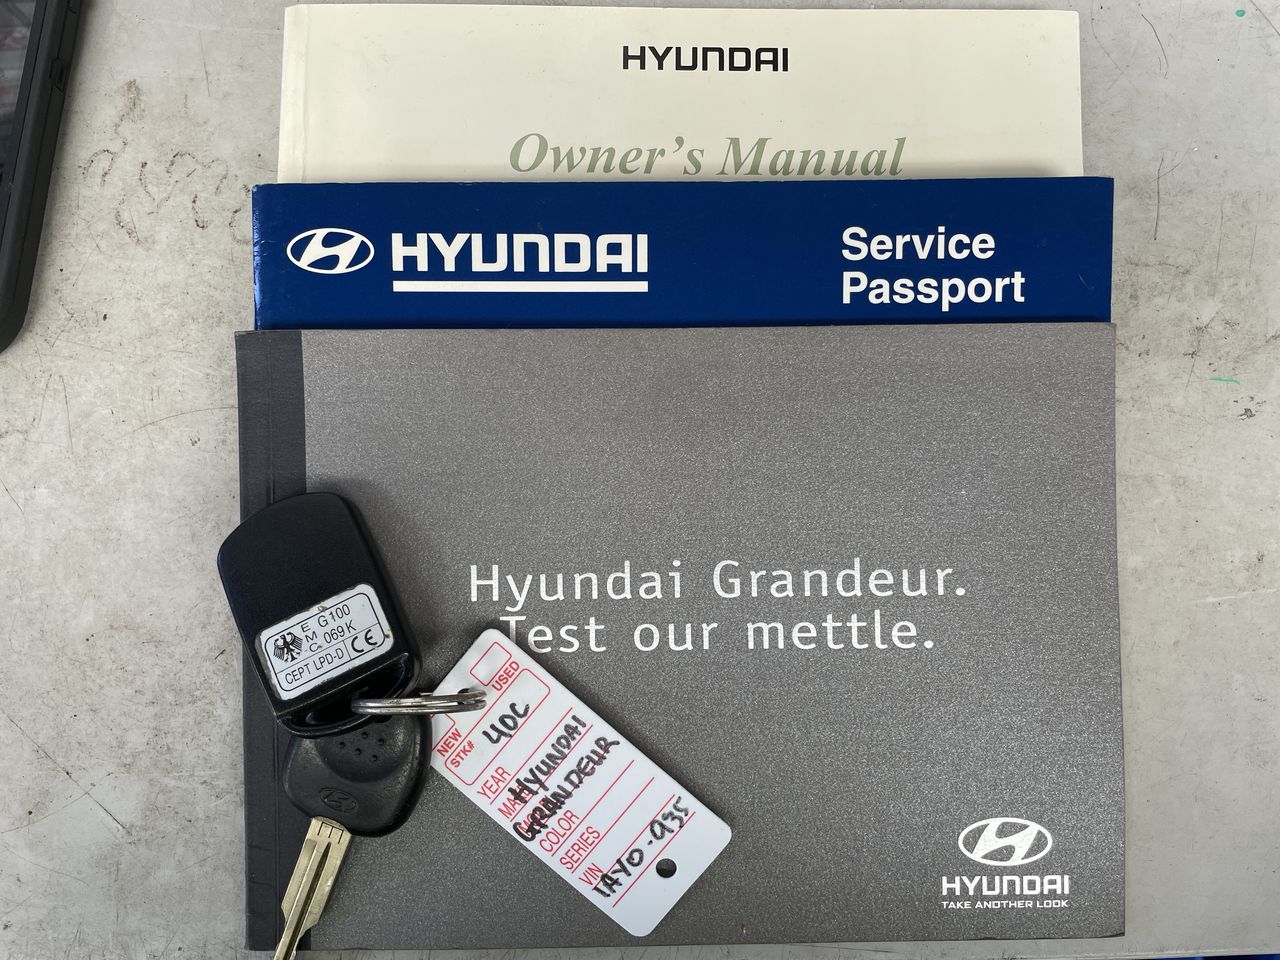 HYUNDAI
Owner's Manual
HYUNDAI
Service
Passport
Hyundai Grandeur.
Test our mettle.
E G100
M
C 069K
CEPT LPD-D CE
USED
NEW
STK# 40C
YEAR
HYUNDAI
GRANDEUR
COLOR
SERIES
VIN 1AYO-935
HYUNDAI
TAKE ANOTHER LOOK